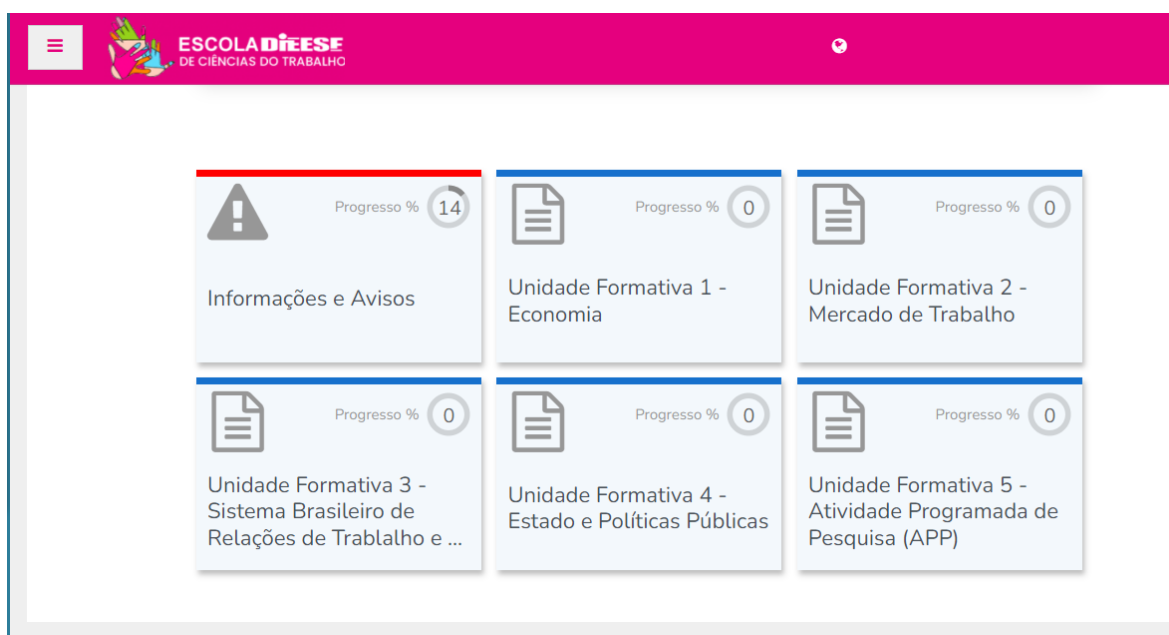 ESCOLA DIEESE
DE CIÊNCIAS DO TRABALHO
Progresso % 14
Informações e Avisos
Progresso % 0
Unidade Formativa 1 -
Economia
Progresso % 0
Unidade Formativa 2 -
Mercado de Trabalho
Progresso % 0
Unidade Formativa 3 -
Sistema Brasileiro de
Relações de Trablalho e ...
Progresso % 0
Unidade Formativa 4 -
Estado e Políticas Públicas
Progresso % 0
Unidade Formativa 5 -
Atividade Programada de
Pesquisa (APP)